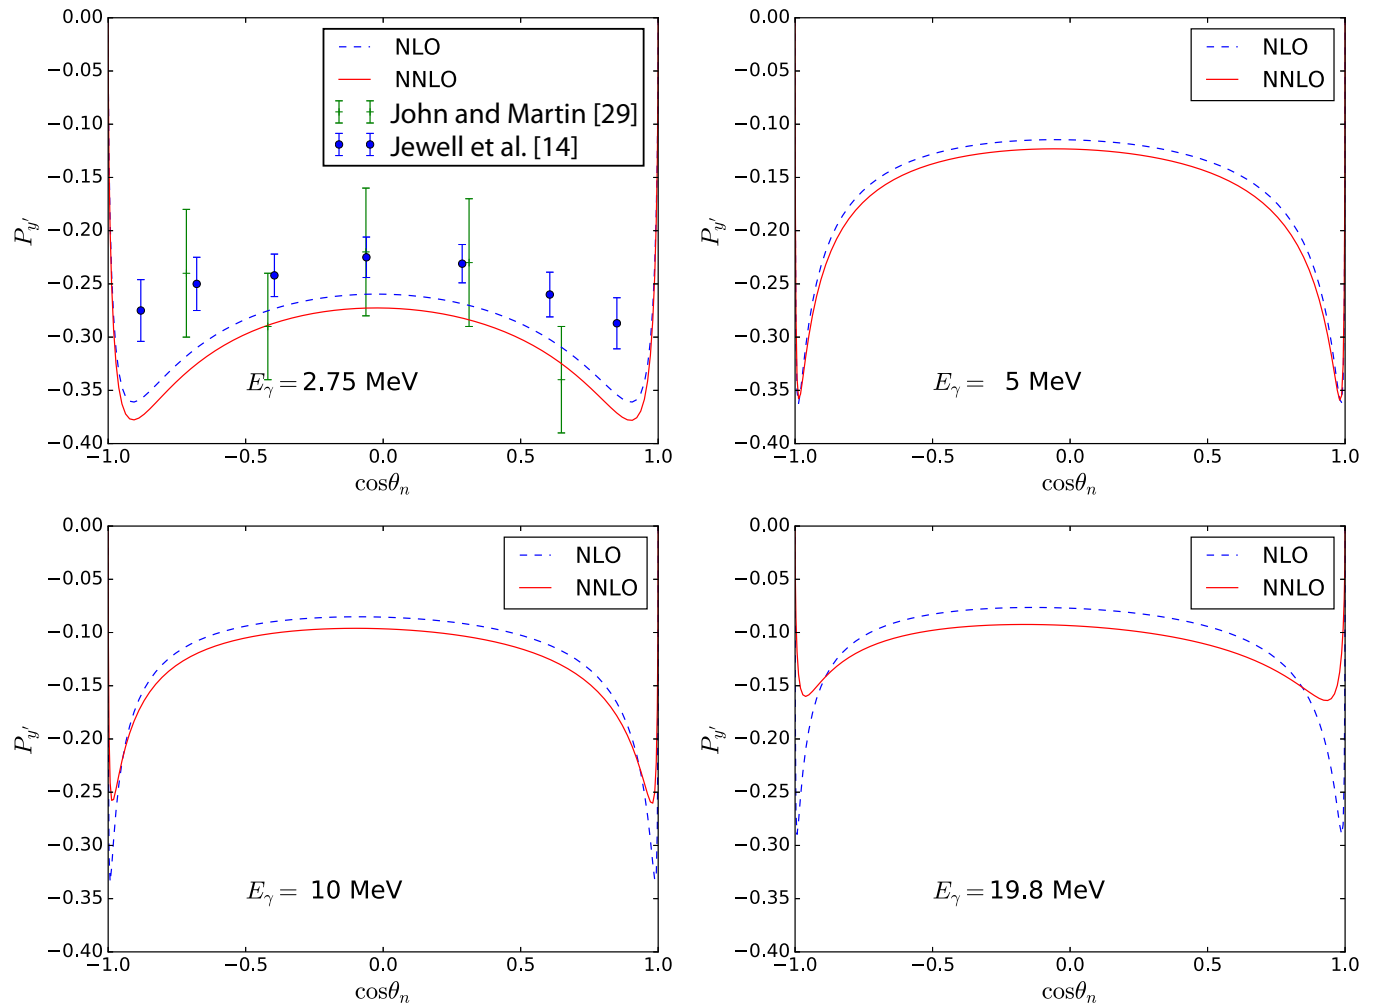 0.00
−0.05
−0.10
−0.15
−0.20
−0.25
−0.30
−0.35
−0.40
−1.0 −0.5 0.0 0.5 1.0
cosθₙ
P_y′
NLO
NNLO
John and Martin [29]
Jewell et al. [14]
E_γ = 2.75 MeV
0.00
−0.05
−0.10
−0.15
−0.20
−0.25
−0.30
−0.35
−0.40
−1.0 −0.5 0.0 0.5 1.0
cosθₙ
P_y′
NLO
NNLO
E_γ = 5 MeV
0.00
−0.05
−0.10
−0.15
−0.20
−0.25
−0.30
−0.35
−0.40
−1.0 −0.5 0.0 0.5 1.0
cosθₙ
P_y′
NLO
NNLO
E_γ = 10 MeV
0.00
−0.05
−0.10
−0.15
−0.20
−0.25
−0.30
−0.35
−0.40
−1.0 −0.5 0.0 0.5 1.0
cosθₙ
P_y′
NLO
NNLO
E_γ = 19.8 MeV